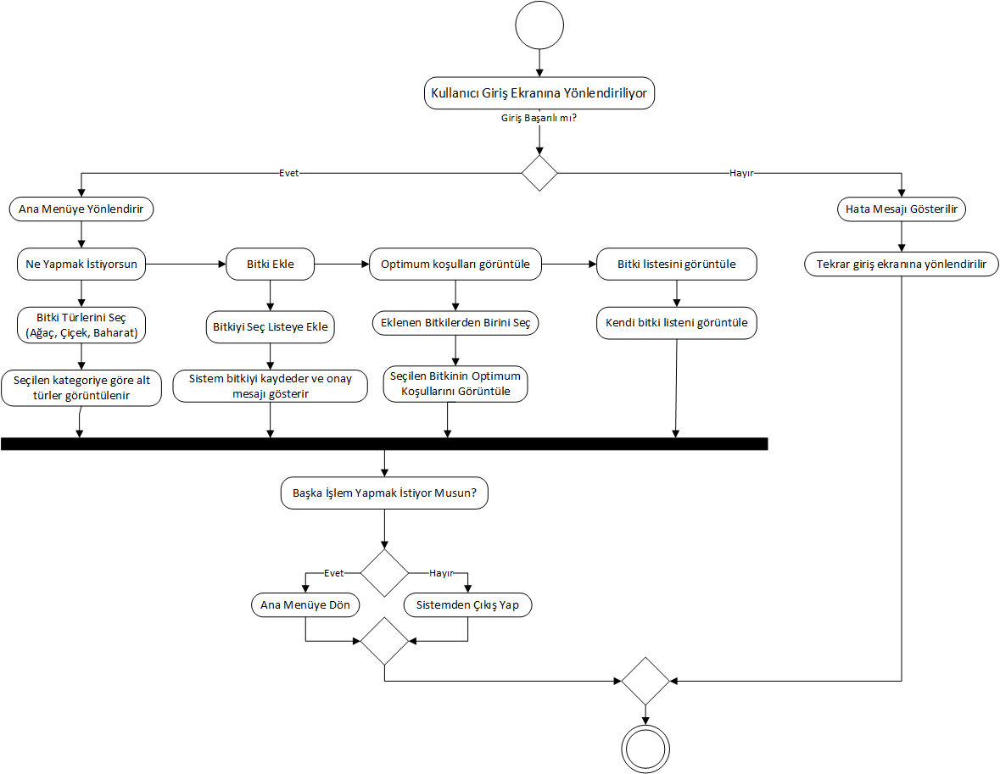 Kullanıcı Giriş Ekranına Yönlendiriliyor
Giriş Başarılı mı?
Evet
Hayır
Ana Menüye Yönlendirir
Hata Mesajı Gösterilir
Ne Yapmak İstiyorsun
Bitki Ekle
Optimum koşulları görüntüle
Bitki listesini görüntüle
Tekrar giriş ekranına yönlendirilir
Bitki Türlerini Seç
(Ağaç, Çiçek, Baharat)
Bitkiyi Seç Listeye Ekle
Eklenen Bitkilerden Birini Seç
Kendi bitki listeni görüntüle
Seçilen kategoriye göre alt
türler görüntülenir
Sistem bitkiyi kaydeder ve onay
mesajı gösterir
Seçilen Bitkinin Optimum
Koşullarını Görüntüle
Başka İşlem Yapmak İstiyor Musun?
Evet
Hayır
Ana Menüye Dön
Sistemden Çıkış Yap